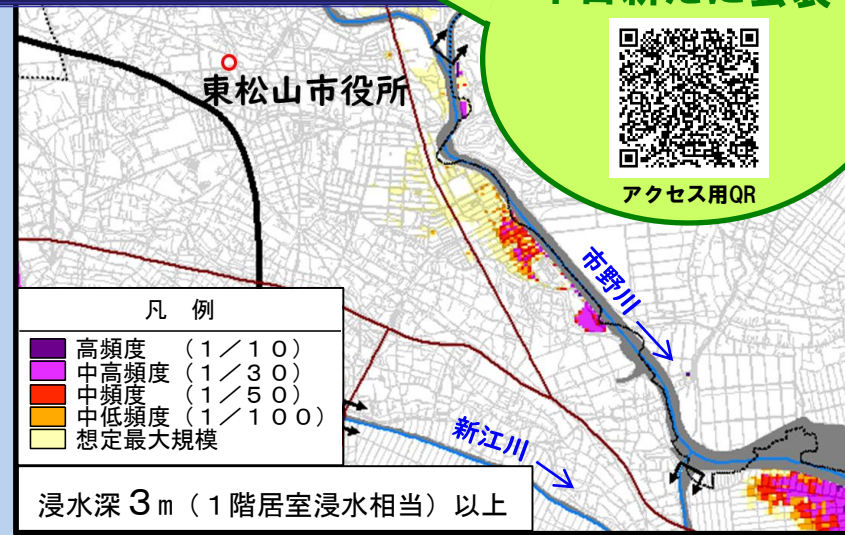 東松山市役所
アクセス用QR
市野川
新江川
凡 例
高頻度 (1/10)
中高頻度 (1/30)
中頻度 (1/50)
中低頻度 (1/100)
想定最大規模
浸水深3m(1階居室浸水相当)以上